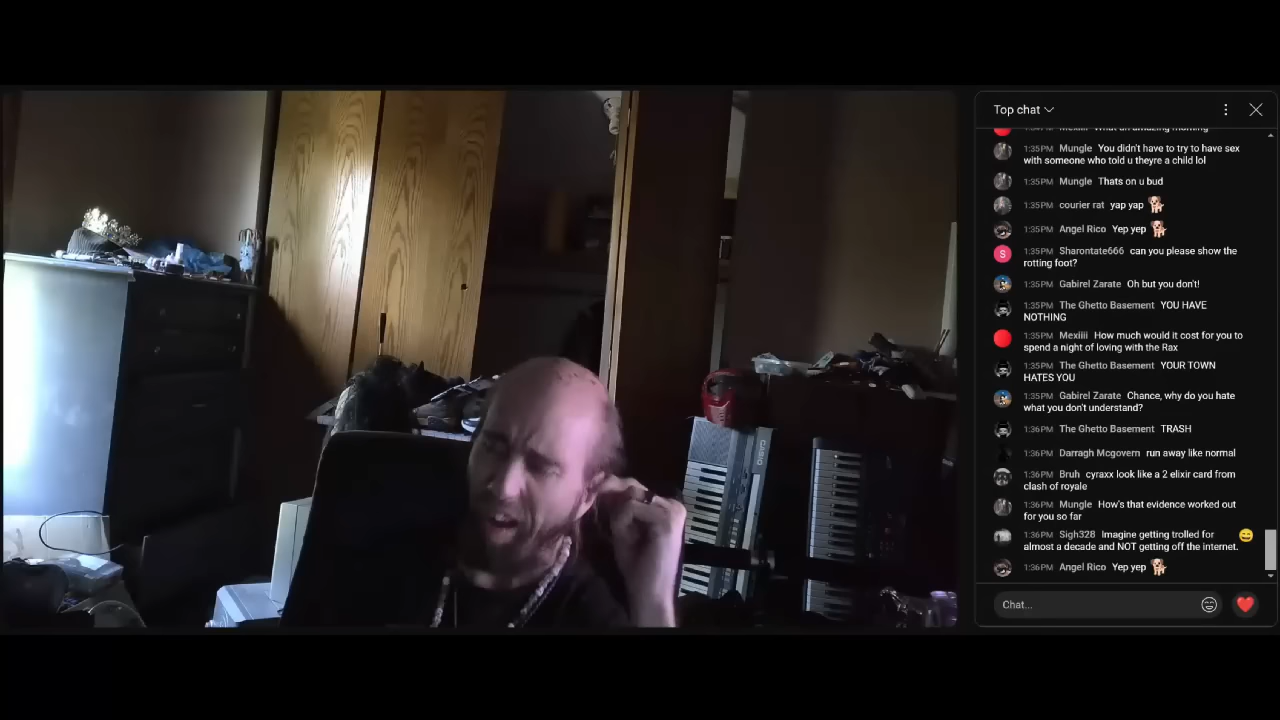 Top chat
1:35PM Mungle You didn't have to try to have sex
with someone who told u theyre a child lol
1:35PM Mungle Thats on u bud
1:35PM courier rat yap yap
1:35PM Angel Rico Yep yep
S
1:35PM Sharontate666 can you please show the
rotting foot?
1:35PM Gabirel Zarate Oh but you don't!
1:35PM The Ghetto Basement YOU HAVE
NOTHING
1:35PM Mexiiii How much would it cost for you to
spend a night of loving with the Rax
1:35PM The Ghetto Basement YOUR TOWN
HATES YOU
1:35PM Gabirel Zarate Chance, why do you hate
what you don't understand?
1:36PM The Ghetto Basement TRASH
1:36PM Darragh Mcgovern run away like normal
1:36PM Bruh cyraxx look like a 2 elixir card from
clash of royale
1:36PM Mungle How's that evidence worked out
for you so far
1:36PM Sigh328 Imagine getting trolled for
almost a decade and NOT getting off the internet.
1:36PM Angel Rico Yep yep
Chat...
CASIO